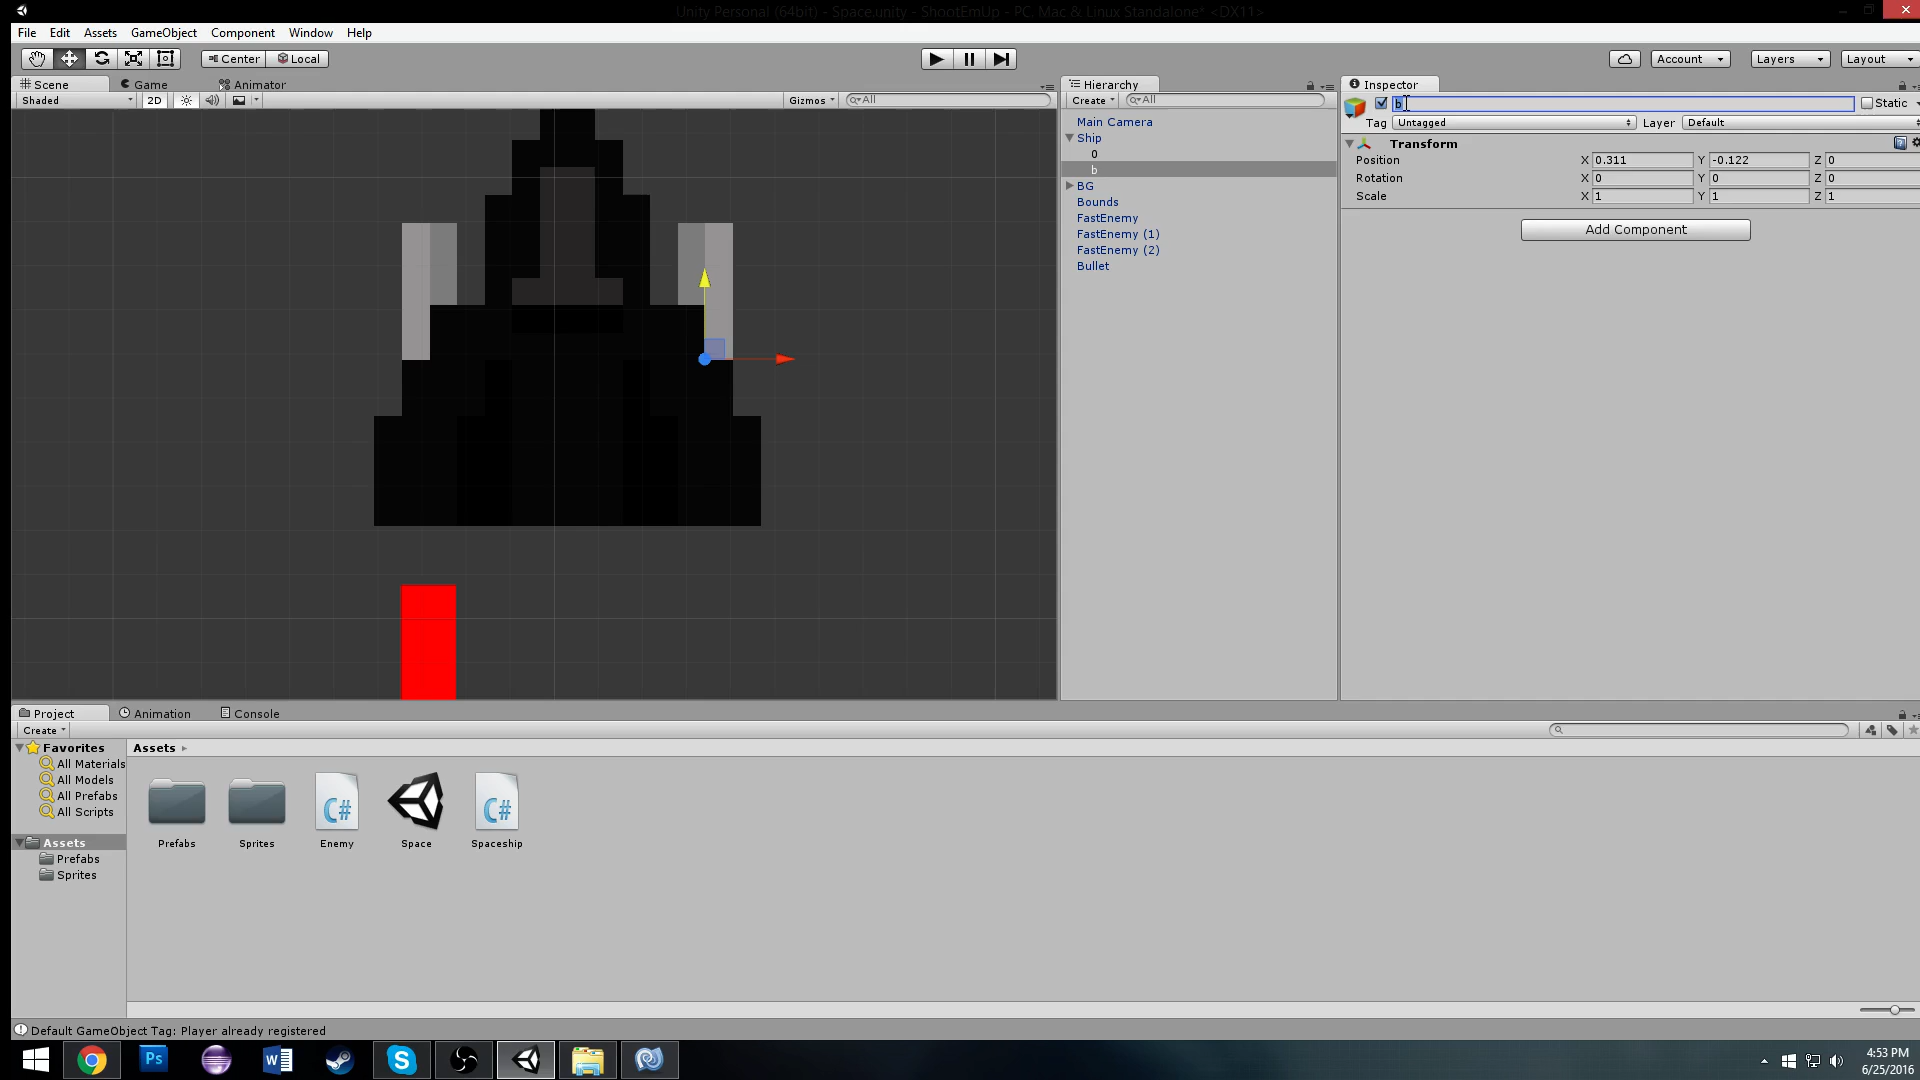 Unity Personal (64bit) - Space.unity - ShootEmUp - PC, Mac & Linux Standalone* <DX11>
File Edit Assets GameObject Component Window Help
Center Local Account Layers Layout
Scene Game Animator
Shaded 2D Gizmos All
Hierarchy
Create All
Main Camera
Ship
0
b
BG
Bounds
FastEnemy
FastEnemy (1)
FastEnemy (2)
Bullet
Inspector
b Static
Tag Untagged Layer Default
Transform
Position X 0.311 Y -0.122 Z 0
Rotation X 0 Y 0 Z 0
Scale X 1 Y 1 Z 1
Add Component
Project Animation Console
Create
Favorites
All Materials
All Models
All Prefabs
All Scripts
Assets
Prefabs
Sprites
Assets
C# C#
Prefabs Sprites Enemy Space Spaceship
Default GameObject Tag: Player already registered
Ps W S
4:53 PM
6/25/2016